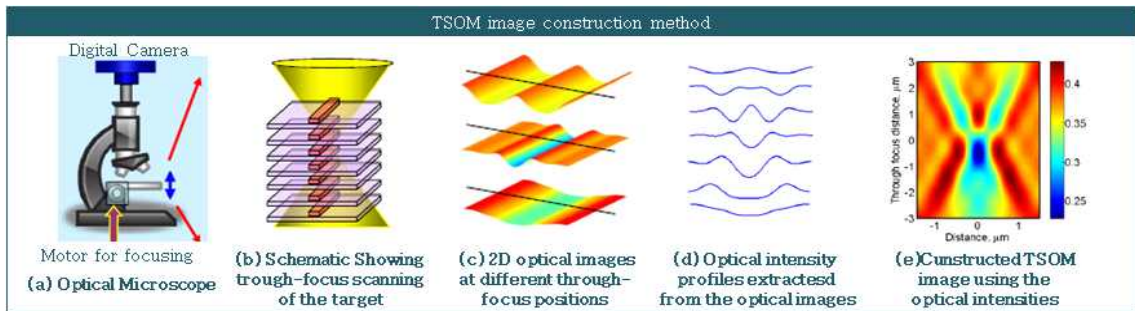 TSOM image construction method
Digital Camera
Motor for focusing
(a) Optical Microscope
(b) Schematic Showing
trough-focus scanning
of the target
(c) 2D optical images
at different through-
focus positions
(d) Optical intensity
profiles extractesd
from the optical images
3
2
1
0
-1
-2
-3
Through focus distance, μm
-1
0
1
Distance, μm
0.4
0.35
0.3
0.25
(e)Cunstructed TSOM
image using the
optical intensities